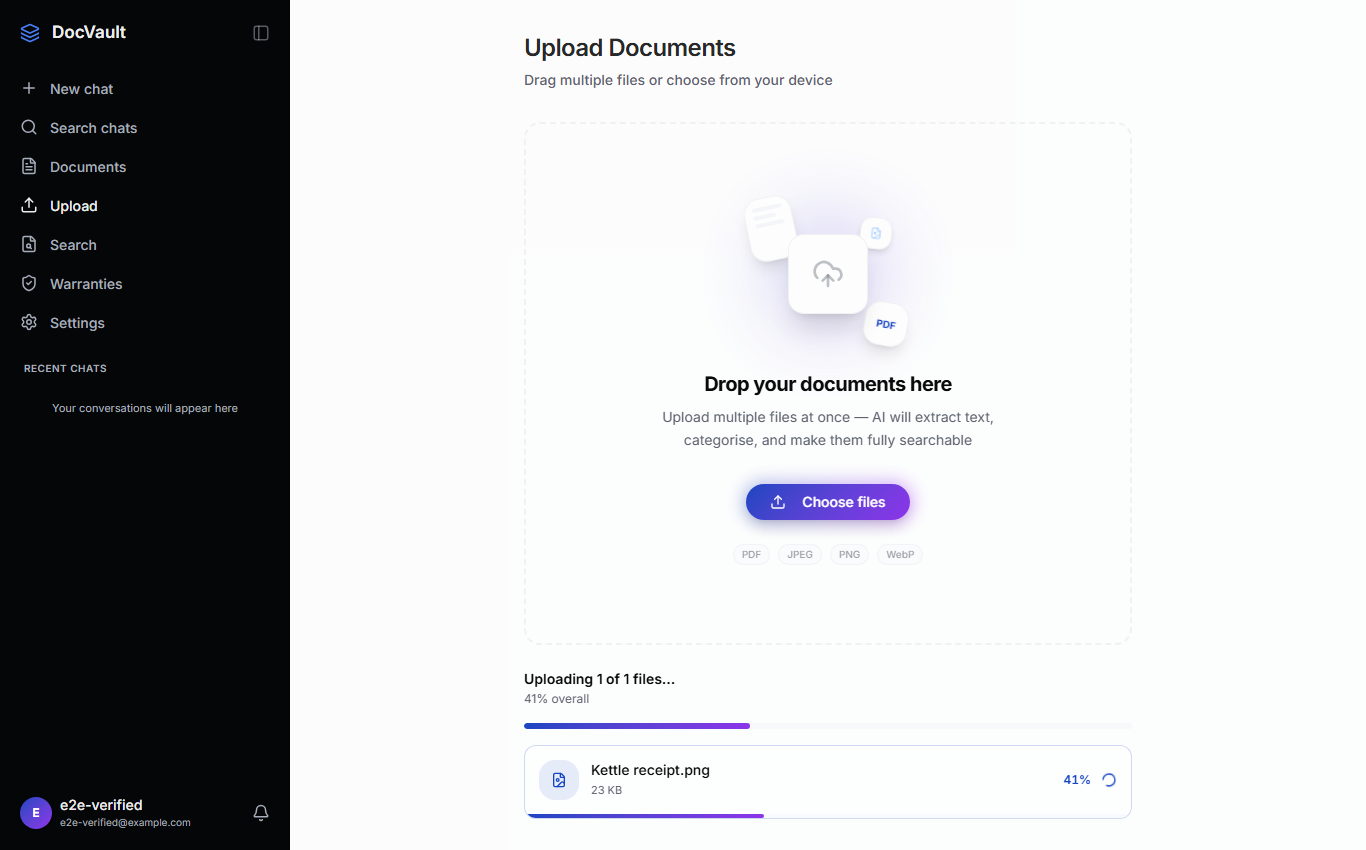 DocVault
New chat
Search chats
Documents
Upload
Search
Warranties
Settings
RECENT CHATS
Your conversations will appear here
E
e2e-verified
e2e-verified@example.com
Upload Documents
Drag multiple files or choose from your device
PDF
Drop your documents here
Upload multiple files at once — AI will extract text,
categorise, and make them fully searchable
Choose files
PDF JPEG PNG WebP
Uploading 1 of 1 files...
41% overall
Kettle receipt.png
23 KB
41%